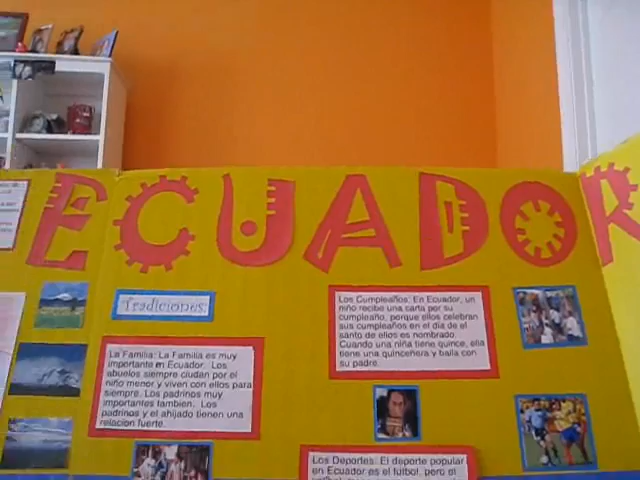 ECUADOR
Tradiciones
La Familia: La Familia es muy
importante en Ecuador. Los
abuelos siempre ciudan por el
niño menor y viven con ellos para
siempre. Los padrinos muy
importantes tambien. Los
padrinos y el ahijado tienen una
relacion fuerte.
Los Cumpleaños: En Ecuador, un
niño recibe una carta por su
cumpleaño, porque ellos celebran
sus cumpleaños en el dia de el
santo de ellos es nombrado.
Cuando una niña tiene quince, ella
tiene una quinceñera y baila con
su padre.
Los Deportes: El deporte popular
en Ecuador es el futbol, pero el